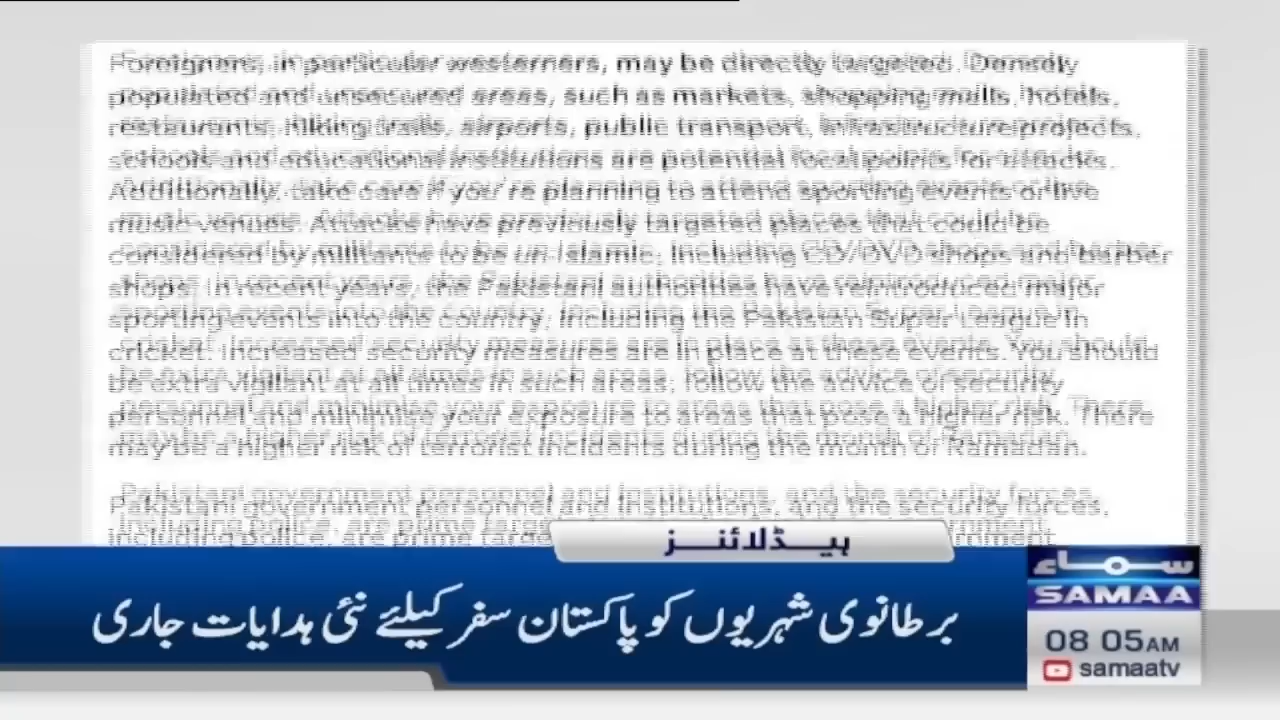 Foreigners, in particular westerners, may be directly targeted. Densely
populated and unsecured areas, such as markets, shopping malls, hotels,
restaurants, hiking trails, airports, public transport, infrastructure projects,
schools and educational institutions are potential focal points for attacks.
Additionally, take care if you're planning to attend sporting events or live
music venues. Attacks have previously targeted places that could be
considered by militants to be un-Islamic, including CD/DVD shops and barber
shops. In recent years, the Pakistani authorities have reintroduced major
sporting events into the country, including the Pakistan Super League in
cricket. Increased security measures are in place at these events. You should
be extra vigilant at all times in such areas, follow the advice of security
personnel and minimise your exposure to areas that pose a higher risk. There
may be a higher risk of terrorist incidents during the month of Ramadan.
Pakistani government personnel and institutions, and the security forces,
including police, are prime
ہیڈلائنز
برطانوی شہریوں کو پاکستان سفر کیلئے نئی ہدایات جاری
سماء
SAMAA
08 05 AM
samaatv